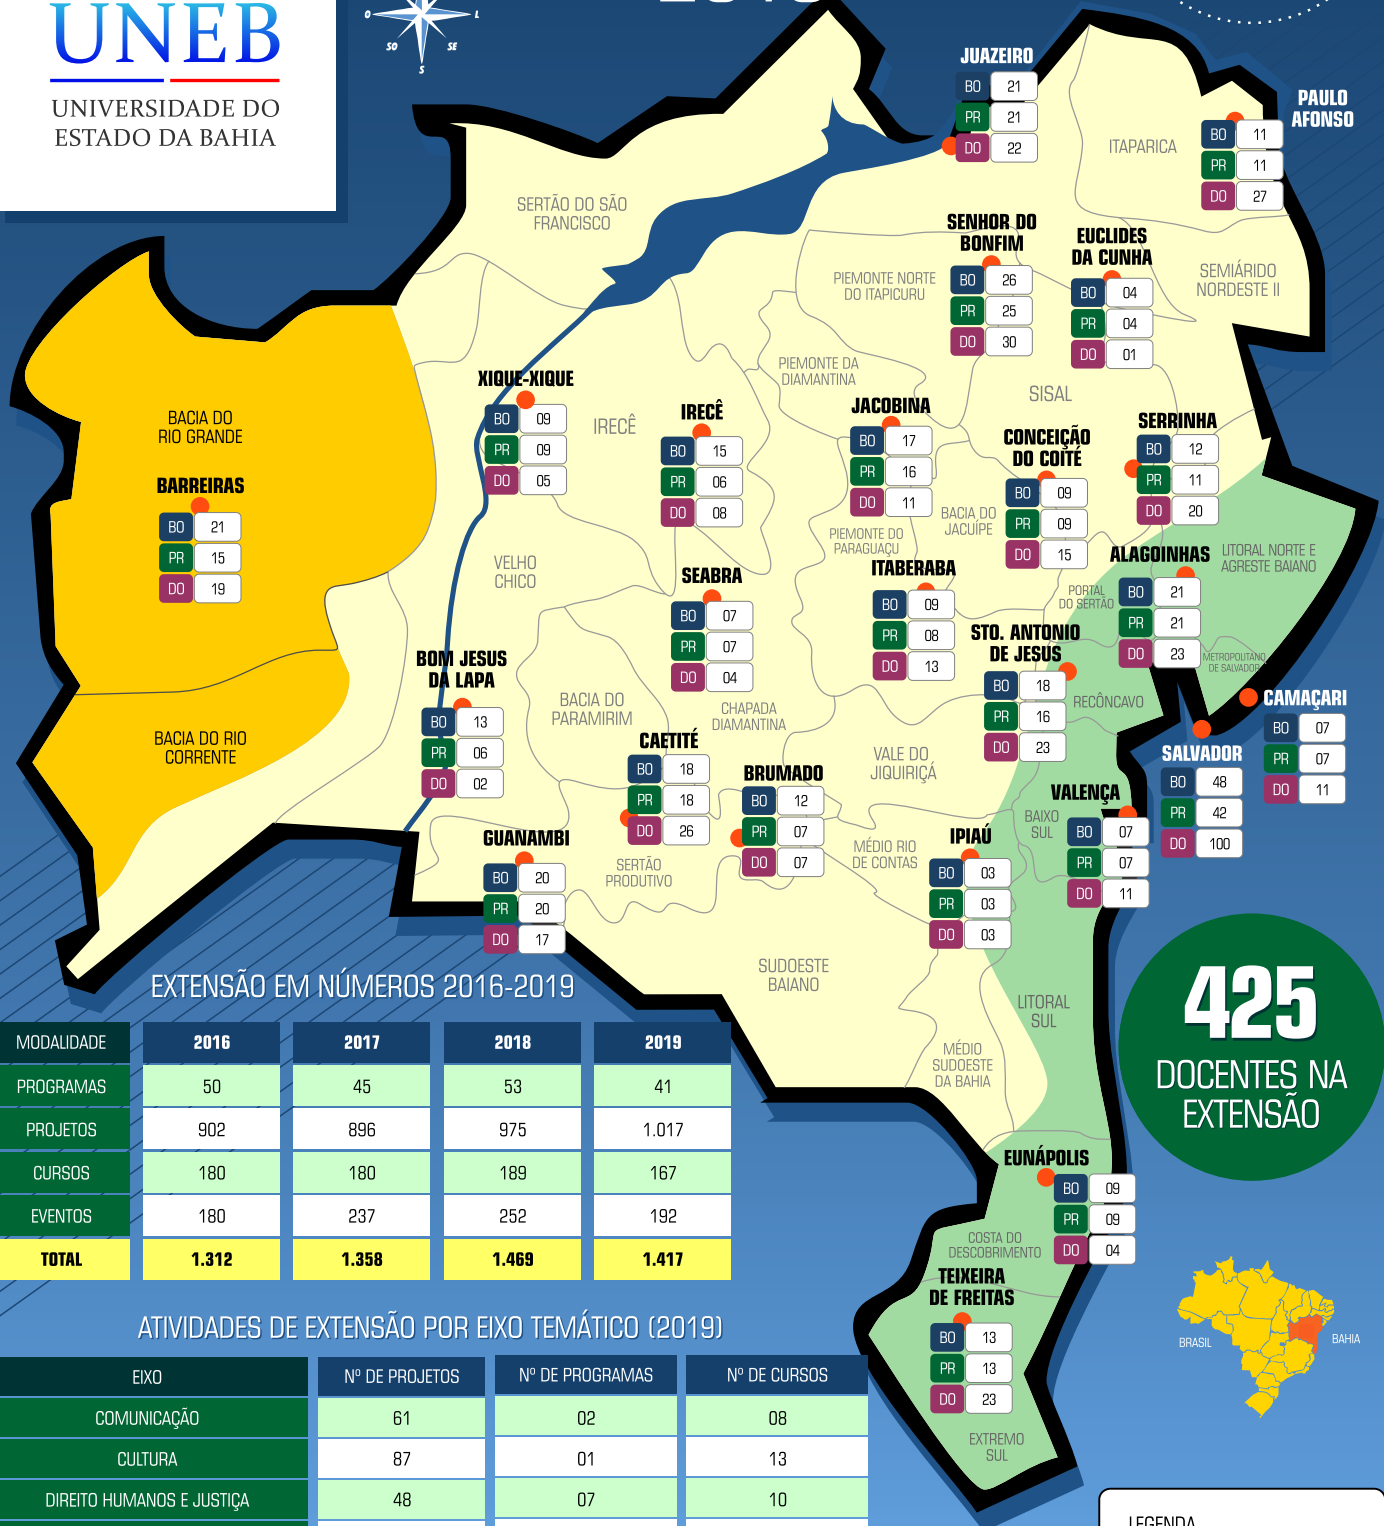 UNEB
UNIVERSIDADE DO
ESTADO DA BAHIA
O
L
SO
SE
S
JUAZEIRO
BO 21
PR 21
DO 22
PAULO
AFONSO
BO 11
PR 11
DO 27
ITAPARICA
SERTÃO DO SÃO
FRANCISCO
SENHOR DO
BONFIM
BO 26
PR 25
DO 30
EUCLIDES
DA CUNHA
BO 04
PR 04
DO 01
SEMIÁRIDO
NORDESTE II
PIEMONTE NORTE
DO ITAPICURU
PIEMONTE DA
DIAMANTINA
SISAL
XIQUE-XIQUE
BO 09
PR 09
DO 05
IRECÊ
IRECÊ
BO 15
PR 06
DO 08
JACOBINA
BO 17
PR 16
DO 11
CONCEIÇÃO
DO COITÉ
BO 09
PR 09
DO 15
SERRINHA
BO 12
PR 11
DO 20
BACIA DO
RIO GRANDE
BARREIRAS
BO 21
PR 15
DO 19
BACIA DO
JACUÍPE
PIEMONTE DO
PARAGUAÇU
VELHO
CHICO
SEABRA
BO 07
PR 07
DO 04
ITABERABA
BO 09
PR 08
DO 13
ALAGOINHAS
BO 21
PR 21
DO 23
LITORAL NORTE E
AGRESTE BAIANO
PORTAL
DO SERTÃO
METROPOLITANO
DE SALVADOR
STO. ANTONIO
DE JESUS
BO 18
PR 16
DO 23
RECÔNCAVO
CAMAÇARI
BO 07
PR 07
DO 11
BOM JESUS
DA LAPA
BO 13
PR 06
DO 02
BACIA DO
PARAMIRIM
CHAPADA
DIAMANTINA
BACIA DO RIO
CORRENTE
CAETITÉ
BO 18
PR 18
DO 26
BRUMADO
BO 12
PR 07
DO 07
VALE DO
JIQUIRIÇÁ
SALVADOR
BO 48
PR 42
DO 100
VALENÇA
BO 07
PR 07
DO 11
BAIXO
SUL
GUANAMBI
BO 20
PR 20
DO 17
SERTÃO
PRODUTIVO
MÉDIO RIO
DE CONTAS
IPIAÚ
BO 03
PR 03
DO 03
SUDOESTE
BAIANO
LITORAL
SUL
MÉDIO
SUDOESTE
DA BAHIA
425
DOCENTES NA
EXTENSÃO
EXTENSÃO EM NÚMEROS 2016-2019
MODALIDADE 2016 2017 2018 2019
PROGRAMAS 50 45 53 41
PROJETOS 902 896 975 1.017
CURSOS 180 180 189 167
EVENTOS 180 237 252 192
TOTAL 1.312 1.358 1.469 1.417
EUNÁPOLIS
BO 09
PR 09
DO 04
COSTA DO
DESCOBRIMENTO
TEIXEIRA
DE FREITAS
BO 13
PR 13
DO 23
EXTREMO
SUL
BRASIL
BAHIA
ATIVIDADES DE EXTENSÃO POR EIXO TEMÁTICO (2019)
EIXO Nº DE PROJETOS Nº DE PROGRAMAS Nº DE CURSOS
COMUNICAÇÃO 61 02 08
CULTURA 87 01 13
DIREITO HUMANOS E JUSTIÇA 48 07 10
LEGENDA